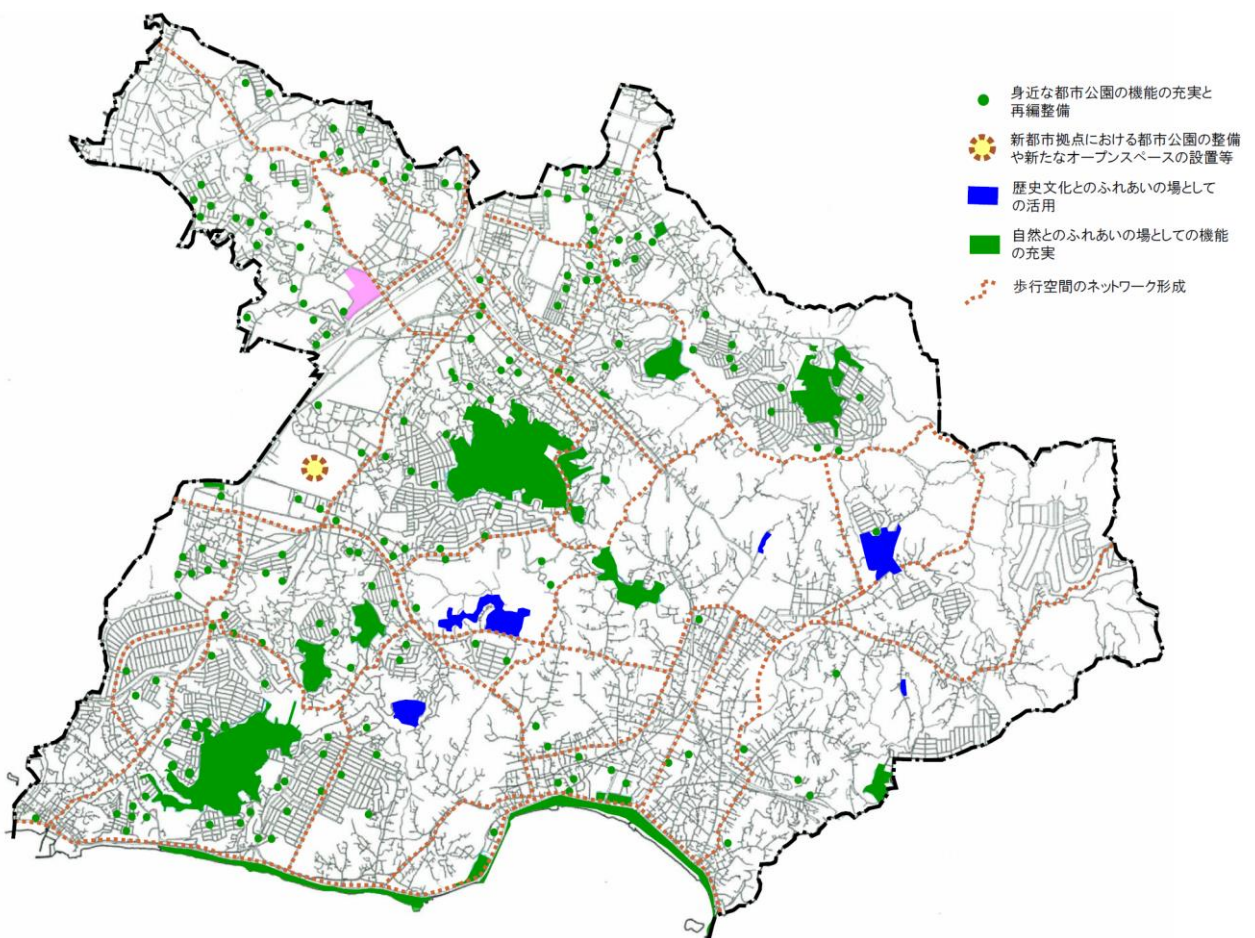 身近な都市公園の機能の充実と
再編整備
新都市拠点における都市公園の整備
や新たなオープンスペースの設置等
歴史文化とのふれあいの場として
の活用
自然とのふれあいの場としての機能
の充実
歩行空間のネットワーク形成